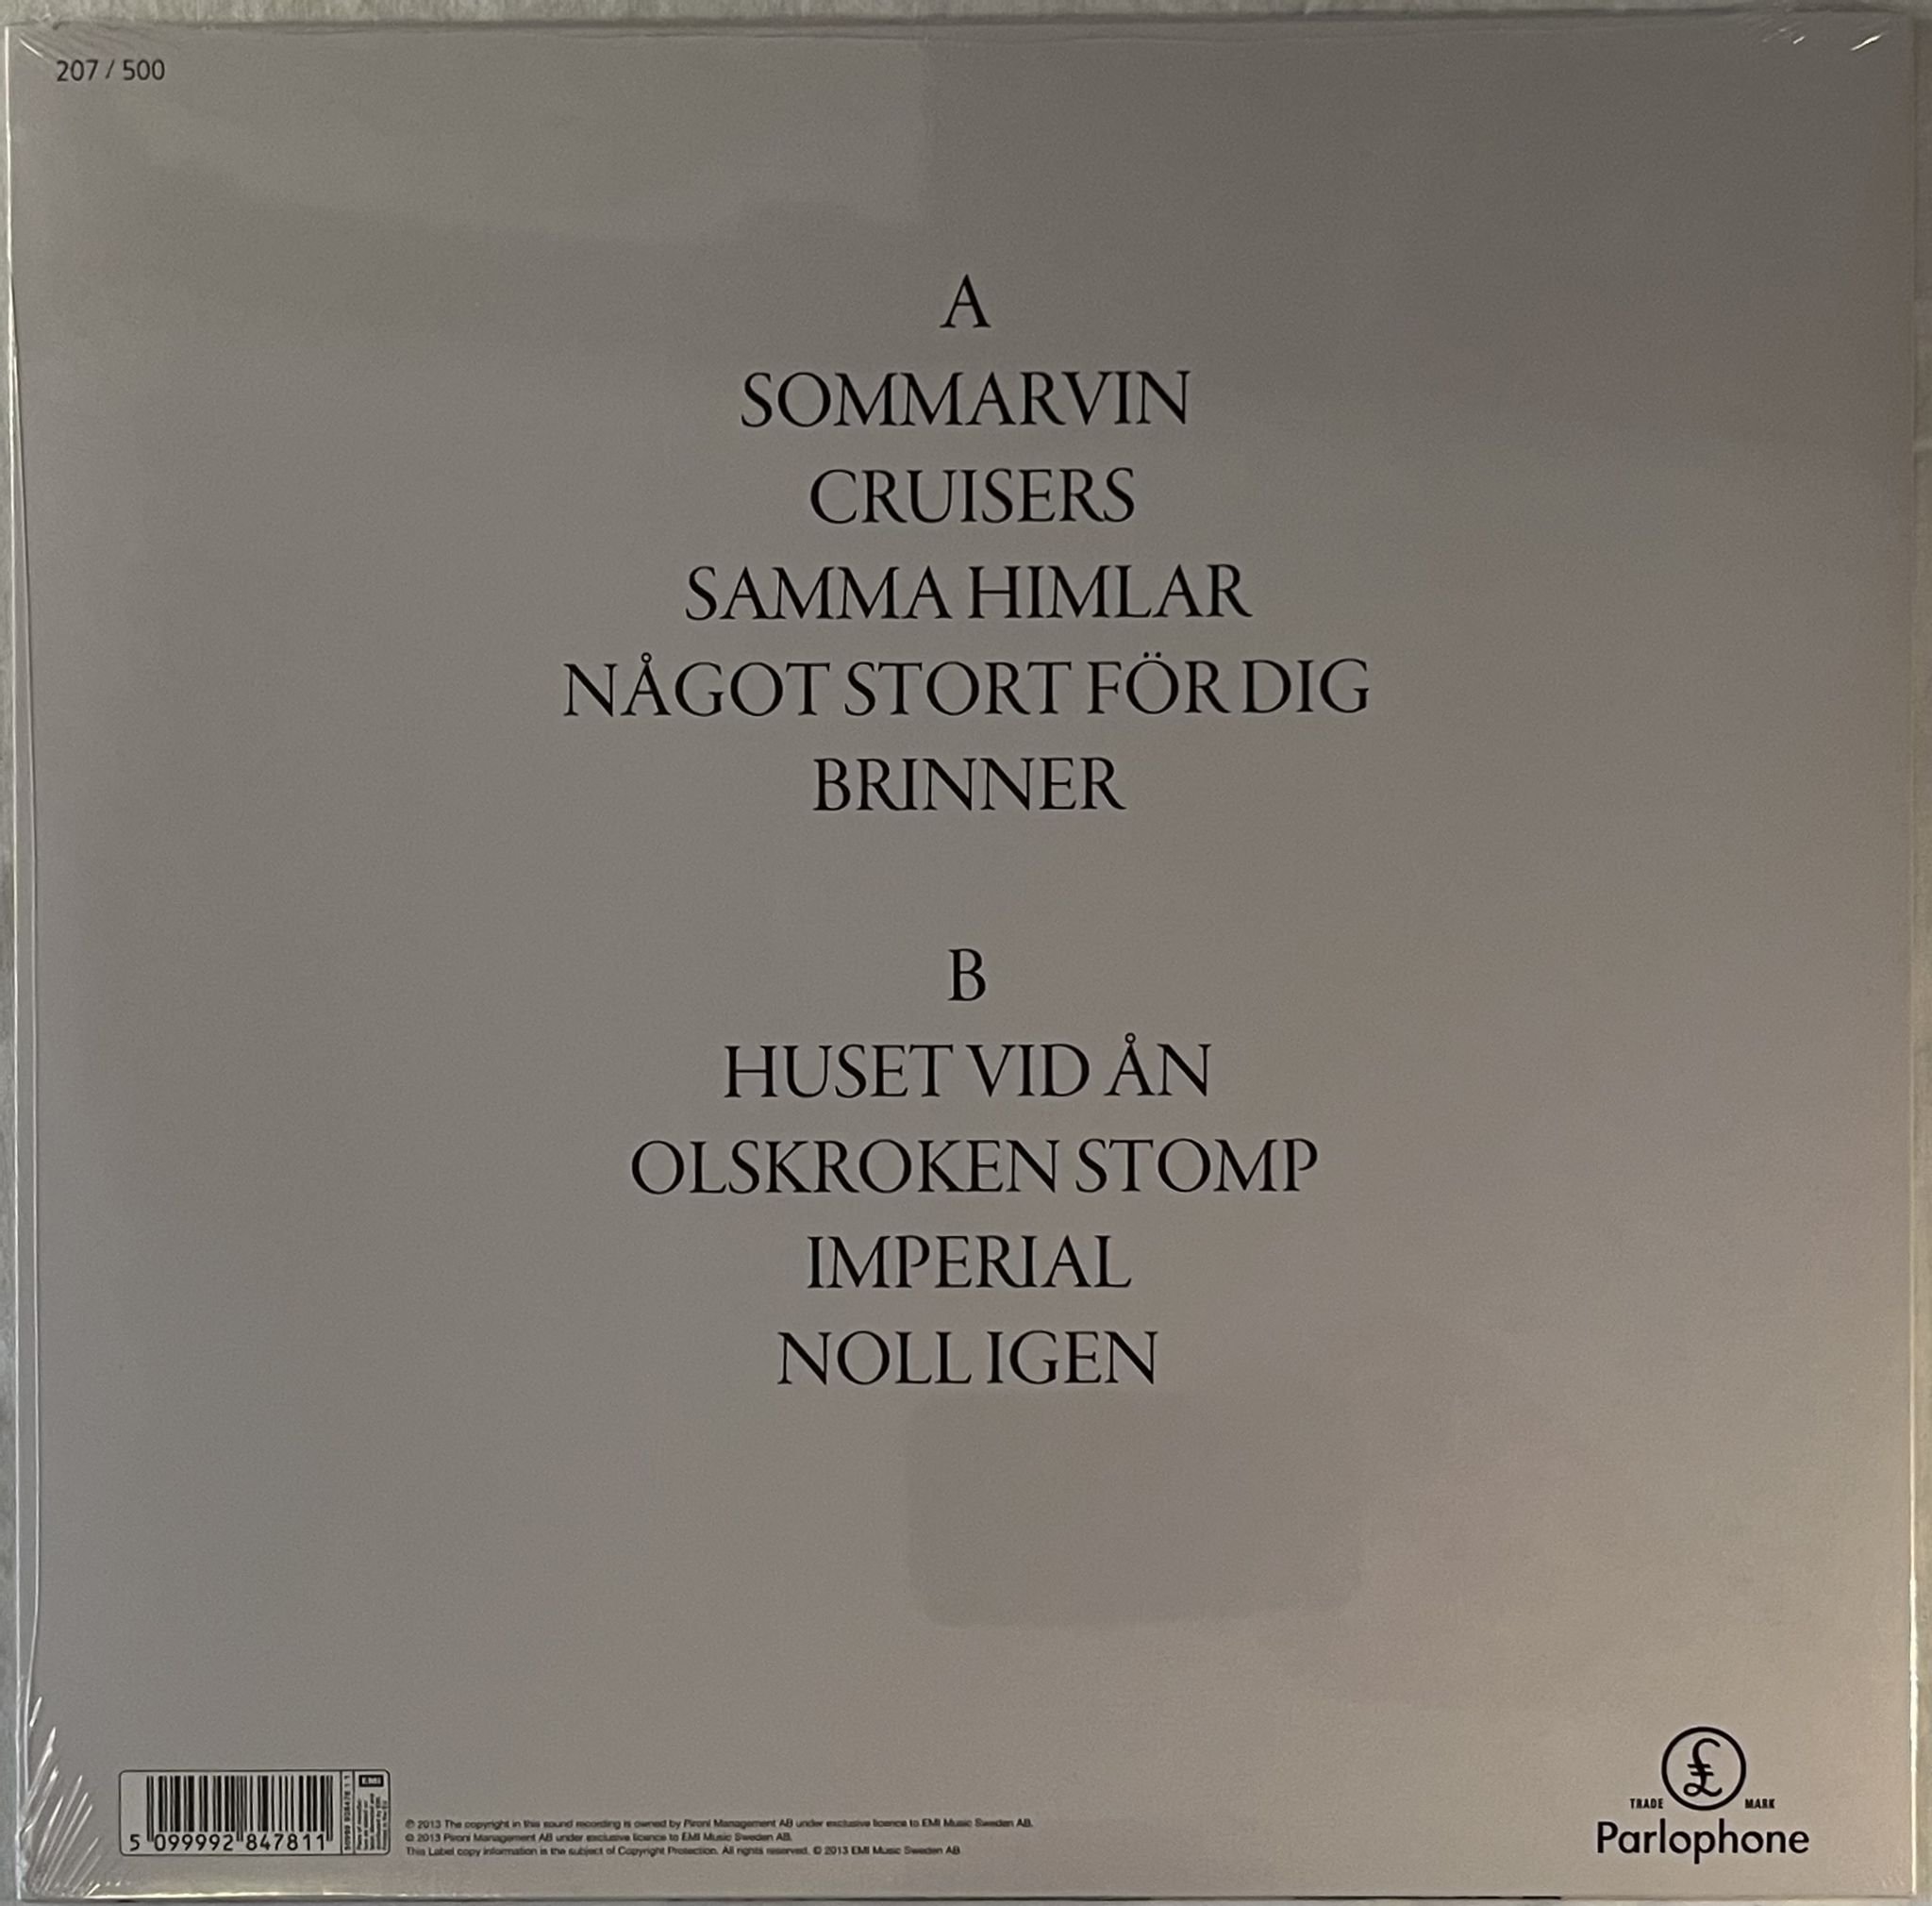 207 / 500
A
SOMMARVIN
CRUISERS
SAMMA HIMLAR
NÅGOT STORT FÖR DIG
BRINNER
B
HUSET VID ÅN
OLSKROKEN STOMP
IMPERIAL
NOLL IGEN
EMI
5 099992 847811
℗ 2013 The copyright in this sound recording is owned by Pironi Management AB under exclusive licence to EMI Music Sweden AB.
© 2013 Pironi Management AB under exclusive licence to EMI Music Sweden AB.
This Label copy information is the subject of Copyright Protection. All rights reserved. © 2013 EMI Music Sweden AB
£
TRADE MARK
Parlophone